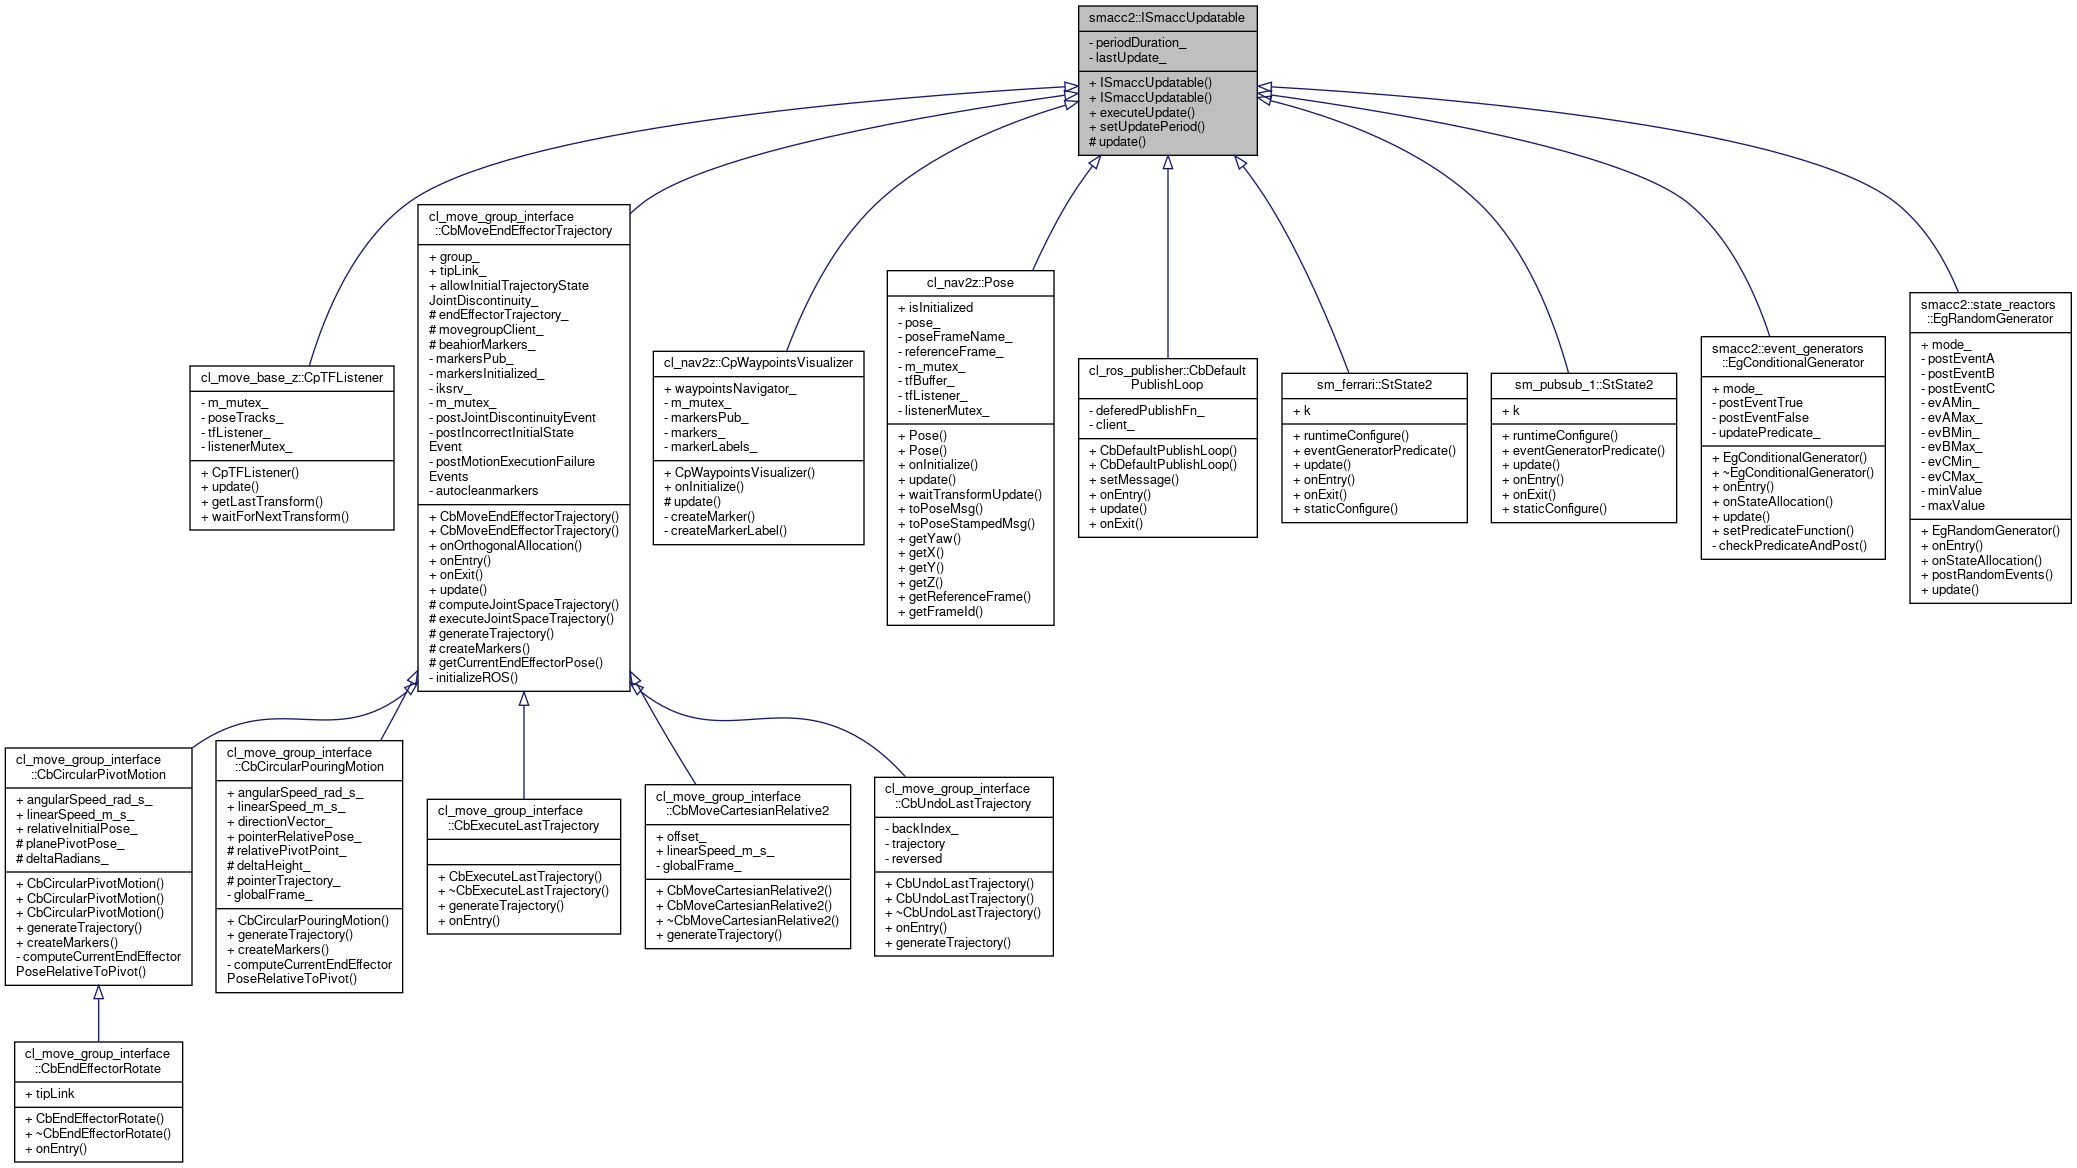 smacc2::ISmaccUpdatable
- periodDuration_
- lastUpdate_
+ ISmaccUpdatable()
+ ISmaccUpdatable()
+ executeUpdate()
+ setUpdatePeriod()
# update()
cl_move_base_z::CpTFListener
- m_mutex_
- poseTracks_
- tfListener_
- listenerMutex_
+ CpTFListener()
+ update()
+ getLastTransform()
+ waitForNextTransform()
cl_move_group_interface
::CbMoveEndEffectorTrajectory
+ group_
+ tipLink_
+ allowInitialTrajectoryState
JointDiscontinuity_
# endEffectorTrajectory_
# movegroupClient_
# beahiorMarkers_
- markersPub_
- markersInitialized_
- iksrv_
- m_mutex_
- postJointDiscontinuityEvent
- postIncorrectInitialState
Event
- postMotionExecutionFailure
Events
- autocleanmarkers
+ CbMoveEndEffectorTrajectory()
+ CbMoveEndEffectorTrajectory()
+ onOrthogonalAllocation()
+ onEntry()
+ onExit()
+ update()
# computeJointSpaceTrajectory()
# executeJointSpaceTrajectory()
# generateTrajectory()
# createMarkers()
# getCurrentEndEffectorPose()
- initializeROS()
cl_nav2z::CpWaypointsVisualizer
+ waypointsNavigator_
- m_mutex_
- markersPub_
- markers_
- markerLabels_
+ CpWaypointsVisualizer()
+ onInitialize()
# update()
- createMarker()
- createMarkerLabel()
cl_nav2z::Pose
+ isInitialized
- pose_
- poseFrameName_
- referenceFrame_
- m_mutex_
- tfBuffer_
- tfListener_
- listenerMutex_
+ Pose()
+ Pose()
+ onInitialize()
+ update()
+ waitTransformUpdate()
+ toPoseMsg()
+ toPoseStampedMsg()
+ getYaw()
+ getX()
+ getY()
+ getZ()
+ getReferenceFrame()
+ getFrameId()
cl_ros_publisher::CbDefault
PublishLoop
- deferedPublishFn_
- client_
+ CbDefaultPublishLoop()
+ CbDefaultPublishLoop()
+ setMessage()
+ onEntry()
+ update()
+ onExit()
sm_ferrari::StState2
+ k
+ runtimeConfigure()
+ eventGeneratorPredicate()
+ update()
+ onEntry()
+ onExit()
+ staticConfigure()
sm_pubsub_1::StState2
+ k
+ runtimeConfigure()
+ eventGeneratorPredicate()
+ update()
+ onEntry()
+ onExit()
+ staticConfigure()
smacc2::event_generators
::EgConditionalGenerator
+ mode_
- postEventTrue
- postEventFalse
- updatePredicate_
+ EgConditionalGenerator()
+ ~EgConditionalGenerator()
+ onEntry()
+ onStateAllocation()
+ update()
+ setPredicateFunction()
- checkPredicateAndPost()
smacc2::state_reactors
::EgRandomGenerator
+ mode_
- postEventA
- postEventB
- postEventC
- evAMin_
- evAMax_
- evBMin_
- evBMax_
- evCMin_
- evCMax_
- minValue
- maxValue
+ EgRandomGenerator()
+ onEntry()
+ onStateAllocation()
+ postRandomEvents()
+ update()
cl_move_group_interface
::CbCircularPivotMotion
+ angularSpeed_rad_s_
+ linearSpeed_m_s_
+ relativeInitialPose_
# planePivotPose_
# deltaRadians_
+ CbCircularPivotMotion()
+ CbCircularPivotMotion()
+ CbCircularPivotMotion()
+ generateTrajectory()
+ createMarkers()
- computeCurrentEndEffector
PoseRelativeToPivot()
cl_move_group_interface
::CbCircularPouringMotion
+ angularSpeed_rad_s_
+ linearSpeed_m_s_
+ directionVector_
+ pointerRelativePose_
# relativePivotPoint_
# deltaHeight_
# pointerTrajectory_
- globalFrame_
+ CbCircularPouringMotion()
+ generateTrajectory()
+ createMarkers()
- computeCurrentEndEffector
PoseRelativeToPivot()
cl_move_group_interface
::CbExecuteLastTrajectory
+ CbExecuteLastTrajectory()
+ ~CbExecuteLastTrajectory()
+ generateTrajectory()
+ onEntry()
cl_move_group_interface
::CbMoveCartesianRelative2
+ offset_
+ linearSpeed_m_s_
- globalFrame_
+ CbMoveCartesianRelative2()
+ CbMoveCartesianRelative2()
+ ~CbMoveCartesianRelative2()
+ generateTrajectory()
cl_move_group_interface
::CbUndoLastTrajectory
- backIndex_
- trajectory
- reversed
+ CbUndoLastTrajectory()
+ CbUndoLastTrajectory()
+ ~CbUndoLastTrajectory()
+ onEntry()
+ generateTrajectory()
cl_move_group_interface
::CbEndEffectorRotate
+ tipLink
+ CbEndEffectorRotate()
+ ~CbEndEffectorRotate()
+ onEntry()